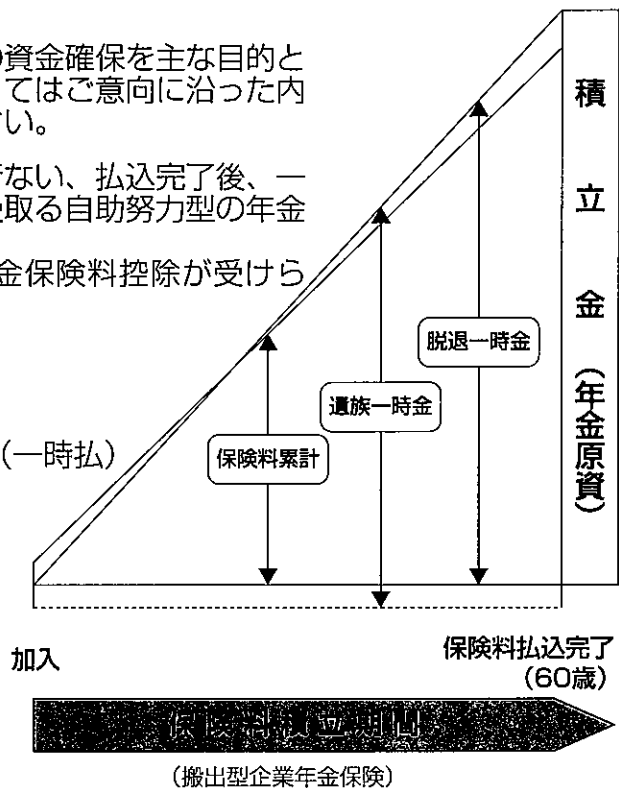 の資金確保を主な目的と
てはご意向に沿った内
さい。
行ない、払込完了後、一
受取る自助努力型の年金
金保険料控除が受けら
(一時払)
積立金(年金原資)
脱退一時金
遺族一時金
保険料累計
加入
保険料払込完了
(60歳)
保険料積立期間
(搬出型企業年金保険)